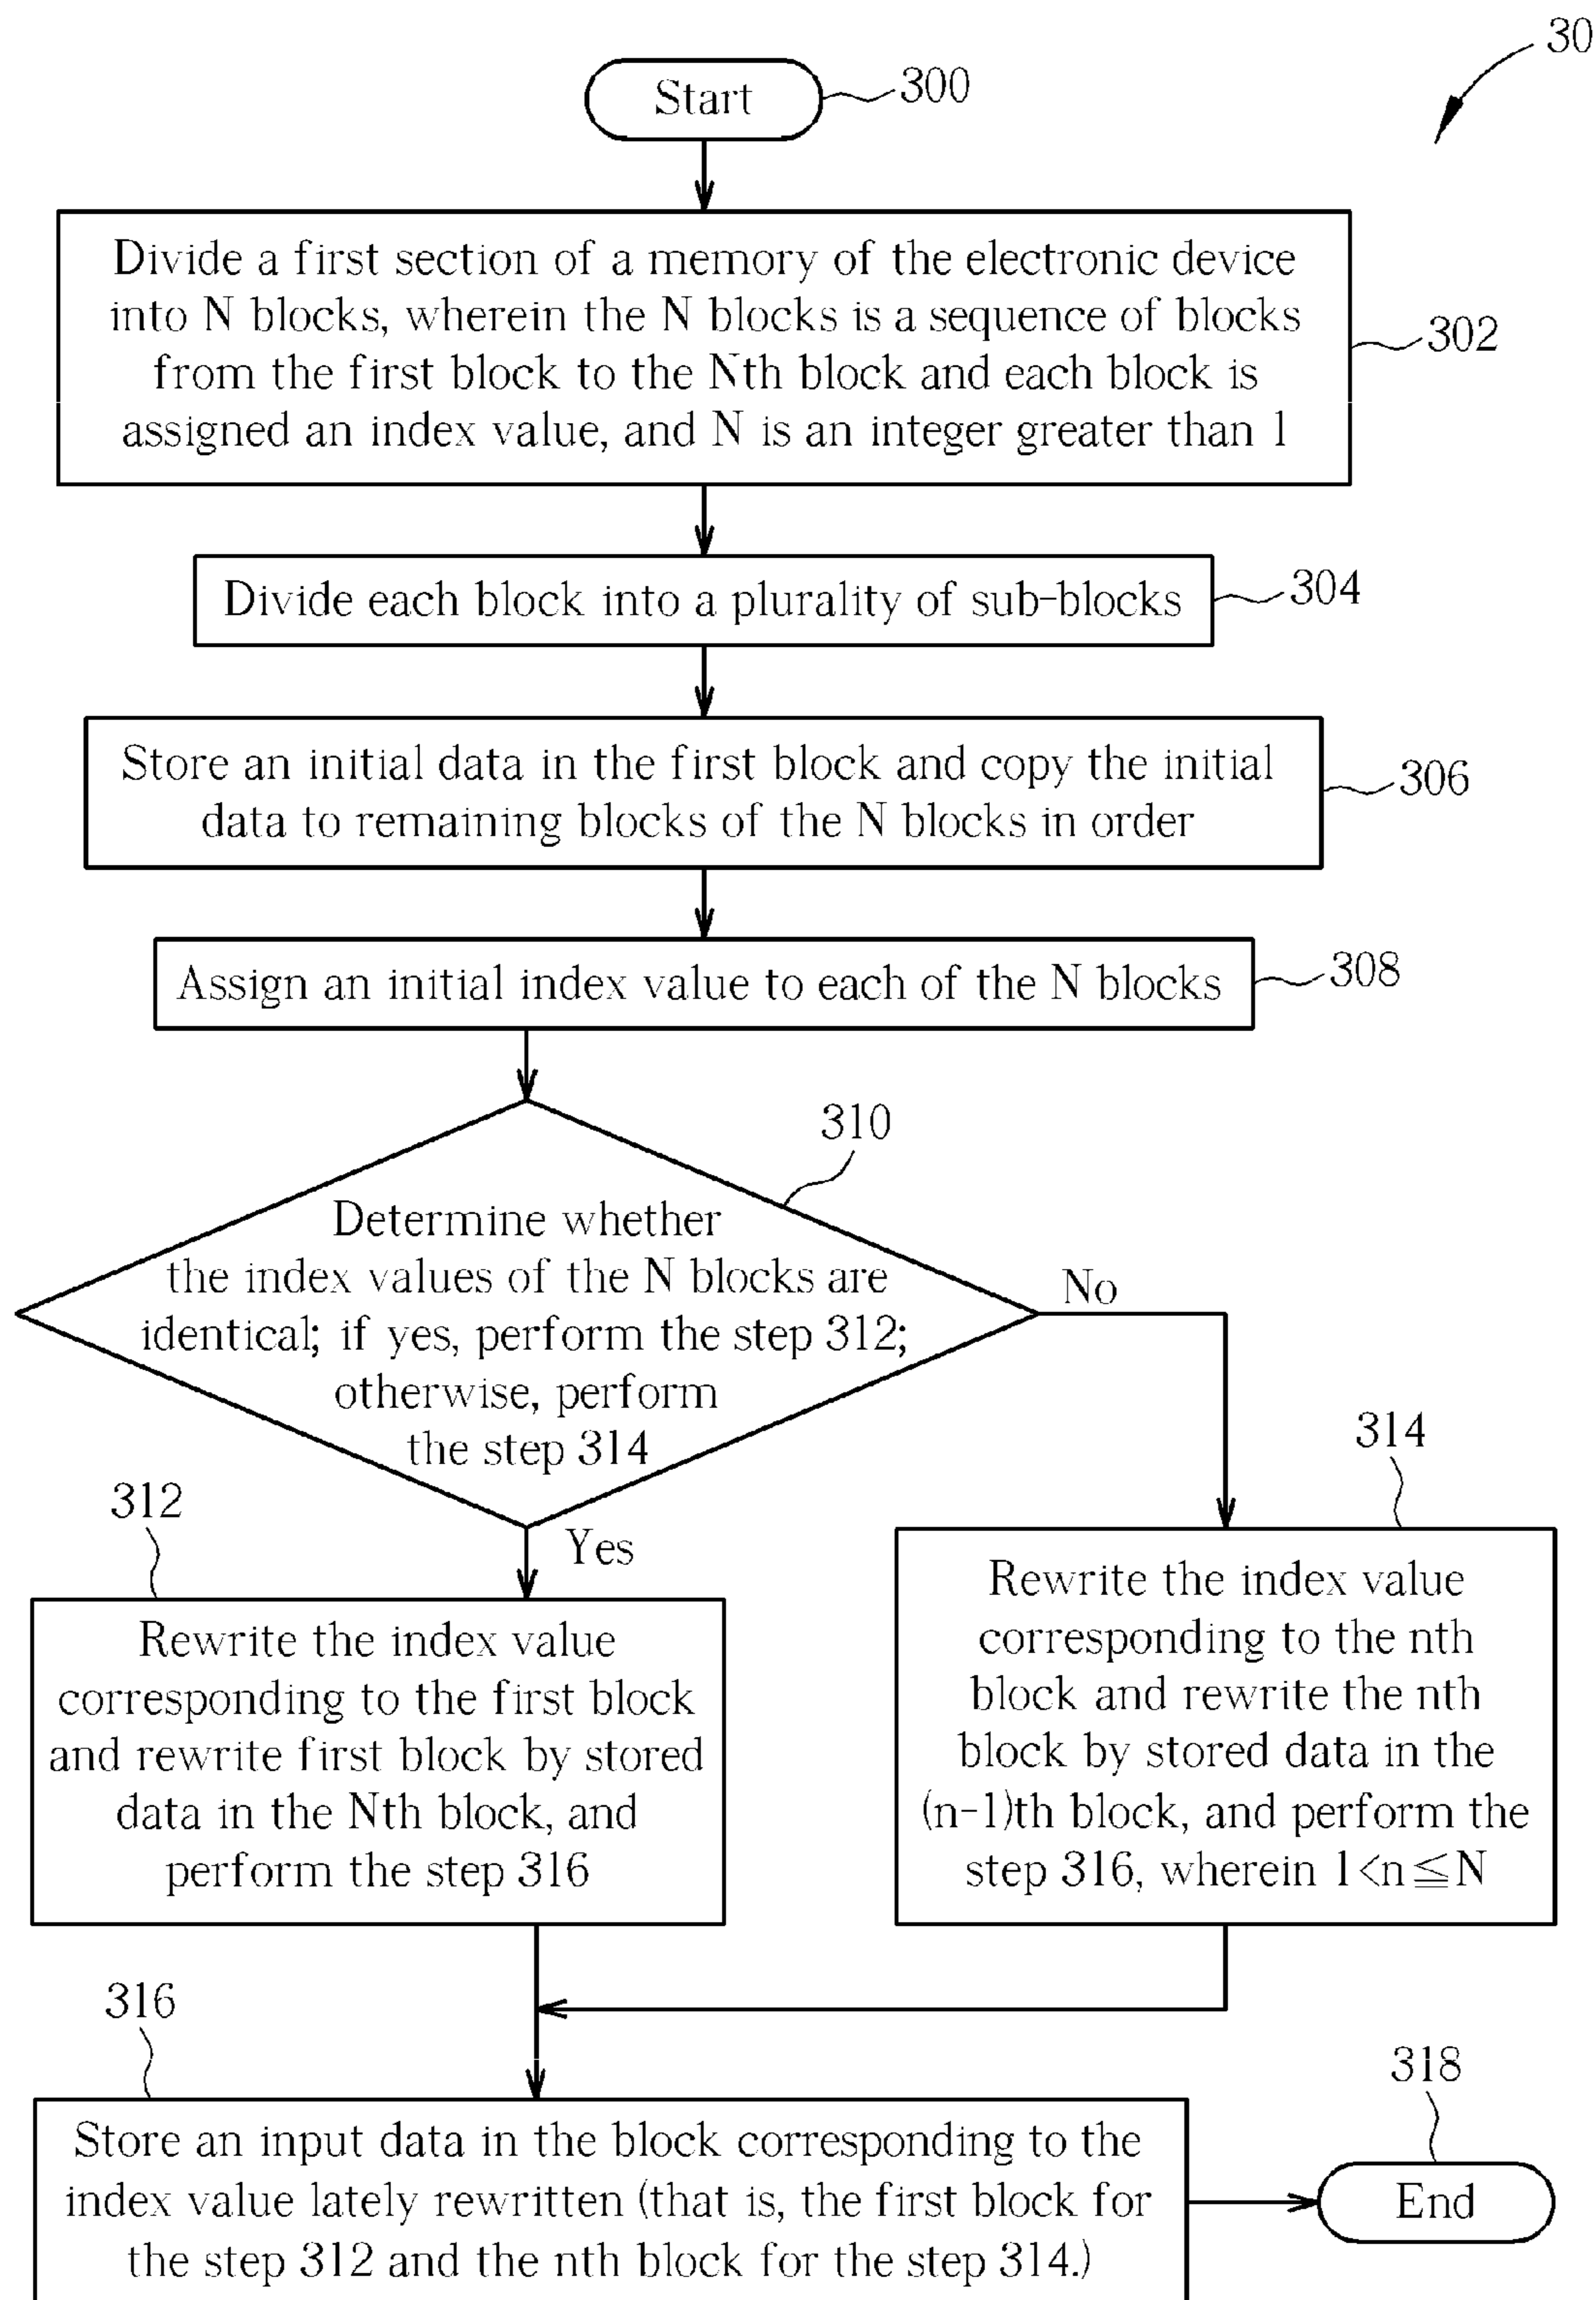 30
Start
300
Divide a first section of a memory of the electronic device
into N blocks, wherein the N blocks is a sequence of blocks
from the first block to the Nth block and each block is
assigned an index value, and N is an integer greater than 1
302
Divide each block into a plurality of sub-blocks
304
Store an initial data in the first block and copy the initial
data to remaining blocks of the N blocks in order
306
Assign an initial index value to each of the N blocks
308
310
Determine whether
the index values of the N blocks are
identical; if yes, perform the step 312;
otherwise, perform
the step 314
No
Yes
312
Rewrite the index value
corresponding to the first block
and rewrite first block by stored
data in the Nth block, and
perform the step 316
314
Rewrite the index value
corresponding to the nth
block and rewrite the nth
block by stored data in the
(n-1)th block, and perform the
step 316, wherein 1<n≦N
316
Store an input data in the block corresponding to the
index value lately rewritten (that is, the first block for
the step 312 and the nth block for the step 314.)
318
End